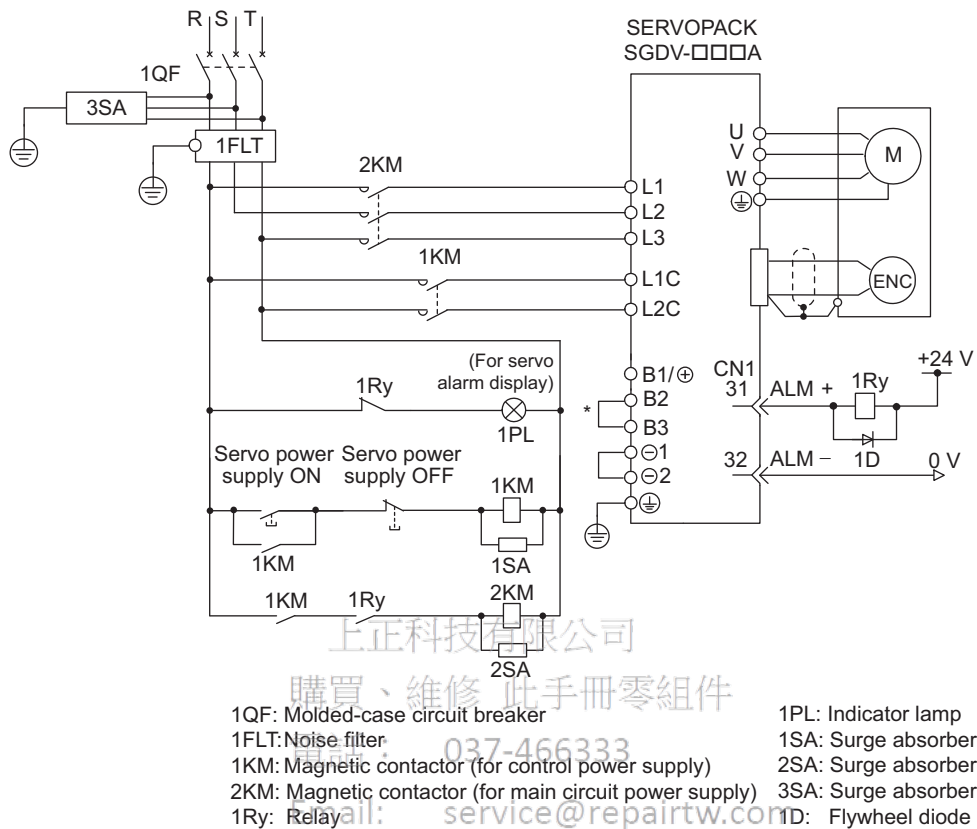 R S T
SERVOPACK
SGDV-□□□A
1QF
3SA
1FLT
2KM
L1
L2
L3
1KM
L1C
L2C
U
V
W
M
ENC
(For servo
alarm display)
1Ry
1PL
B1/⊕
B2
* B3
⊖1
⊖2
CN1
31 ALM +
1Ry
+24 V
1D
32 ALM −
0 V
Servo power
supply ON
Servo power
supply OFF
1KM
1KM
1SA
1KM
1Ry
2KM
2SA
上正科技有限公司
購買、維修 此手冊零組件
電話： 037-466333
Email: service@repairtw.com
1QF: Molded-case circuit breaker
1FLT: Noise filter
1KM: Magnetic contactor (for control power supply)
2KM: Magnetic contactor (for main circuit power supply)
1Ry: Relay
1PL: Indicator lamp
1SA: Surge absorber
2SA: Surge absorber
3SA: Surge absorber
1D: Flywheel diode